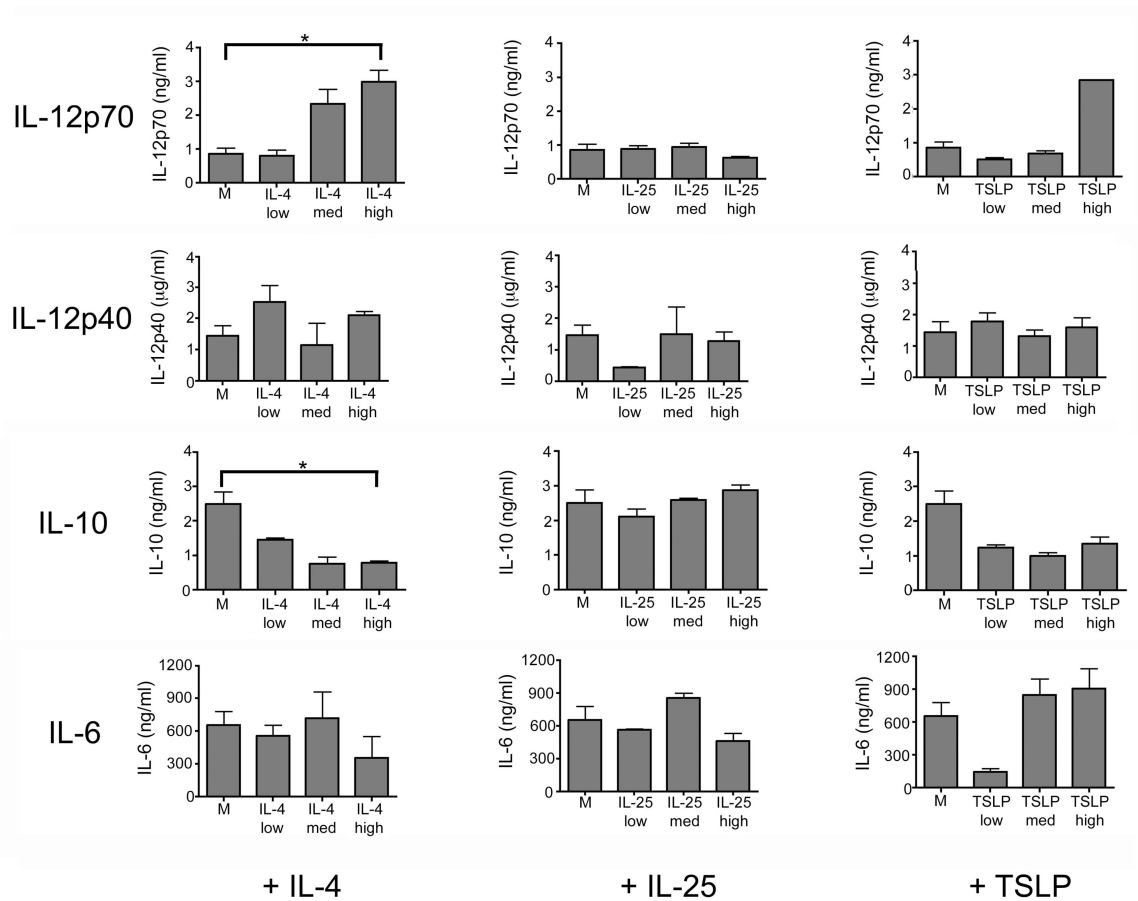 IL-12p70
IL-12p70 (ng/ml)
4
3
2
1
0
*
M IL-4 IL-4 IL-4
low med high
IL-12p70 (ng/ml)
4
3
2
1
0
M IL-25 IL-25 IL-25
low med high
IL-12p70 (ng/ml)
4
3
2
1
0
M TSLP TSLP TSLP
low med high
IL-12p40
IL-12p40 (μg/ml)
4
3
2
1
0
M IL-4 IL-4 IL-4
low med high
IL-12p40 (μg/ml)
4
3
2
1
0
M IL-25 IL-25 IL-25
low med high
IL-12p40 (μg/ml)
4
3
2
1
0
M TSLP TSLP TSLP
low med high
IL-10
IL-10 (ng/ml)
4
3
2
1
0
*
M IL-4 IL-4 IL-4
low med high
IL-10 (ng/ml)
4
3
2
1
0
M IL-25 IL-25 IL-25
low med high
IL-10 (ng/ml)
4
3
2
1
0
M TSLP TSLP TSLP
low med high
IL-6
IL-6 (ng/ml)
1200
900
600
300
0
M IL-4 IL-4 IL-4
low med high
IL-6 (ng/ml)
1200
900
600
300
0
M IL-25 IL-25 IL-25
low med high
IL-6 (ng/ml)
1200
900
600
300
0
M TSLP TSLP TSLP
low med high
+ IL-4
+ IL-25
+ TSLP